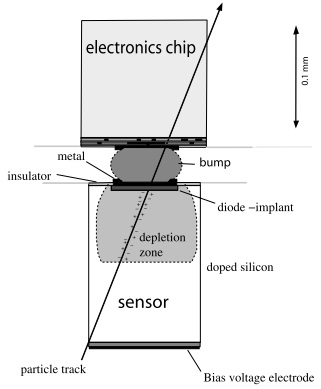 electronics chip
0.1 mm
metal
bump
insulator
diode –implant
depletion
zone
doped silicon
sensor
particle track
Bias voltage electrode